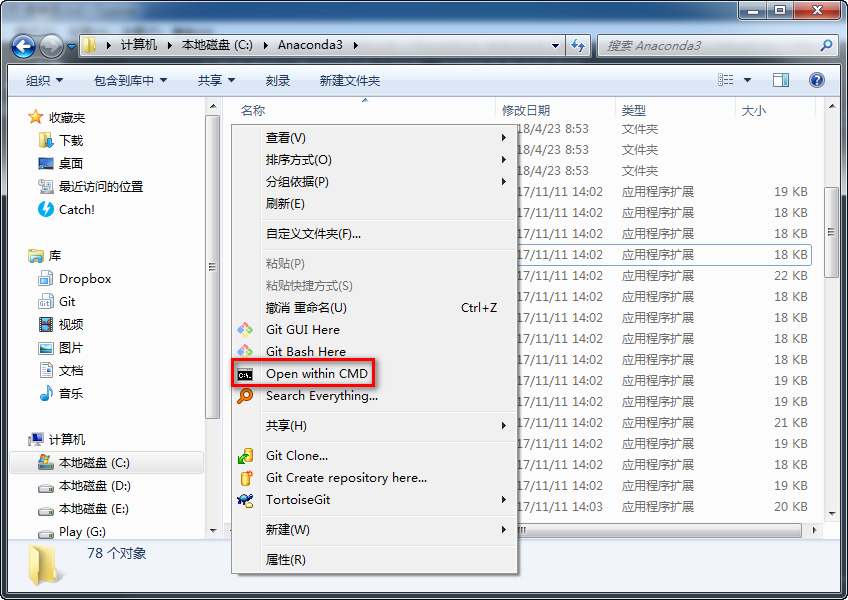 计算机 本地磁盘 (C:) Anaconda3
搜索 Anaconda3
组织 包含到库中 共享 刻录 新建文件夹
名称 修改日期 类型 大小
收藏夹
下载
桌面
最近访问的位置
Catch!
库
Dropbox
Git
视频
图片
文档
音乐
计算机
本地磁盘 (C:)
本地磁盘 (D:)
本地磁盘 (E:)
Play (G:)
查看(V)
排序方式(O)
分组依据(P)
刷新(E)
自定义文件夹(F)...
粘贴(P)
粘贴快捷方式(S)
撤消 重命名(U) Ctrl+Z
Git GUI Here
Git Bash Here
C:\. Open within CMD
Search Everything...
共享(H)
Git Clone...
Git Create repository here...
TortoiseGit
新建(W)
属性(R)
18/4/23 8:53 文件夹
18/4/23 8:53 文件夹
18/4/23 8:53 文件夹
17/11/11 14:02 应用程序扩展 19 KB
17/11/11 14:02 应用程序扩展 18 KB
17/11/11 14:02 应用程序扩展 18 KB
17/11/11 14:02 应用程序扩展 18 KB
17/11/11 14:02 应用程序扩展 22 KB
17/11/11 14:02 应用程序扩展 18 KB
17/11/11 14:02 应用程序扩展 18 KB
17/11/11 14:02 应用程序扩展 18 KB
17/11/11 14:02 应用程序扩展 19 KB
17/11/11 14:02 应用程序扩展 18 KB
17/11/11 14:02 应用程序扩展 19 KB
17/11/11 14:02 应用程序扩展 21 KB
17/11/11 14:02 应用程序扩展 19 KB
17/11/11 14:02 应用程序扩展 18 KB
17/11/11 14:02 应用程序扩展 19 KB
17/11/11 14:03 应用程序扩展 20 KB
78 个对象